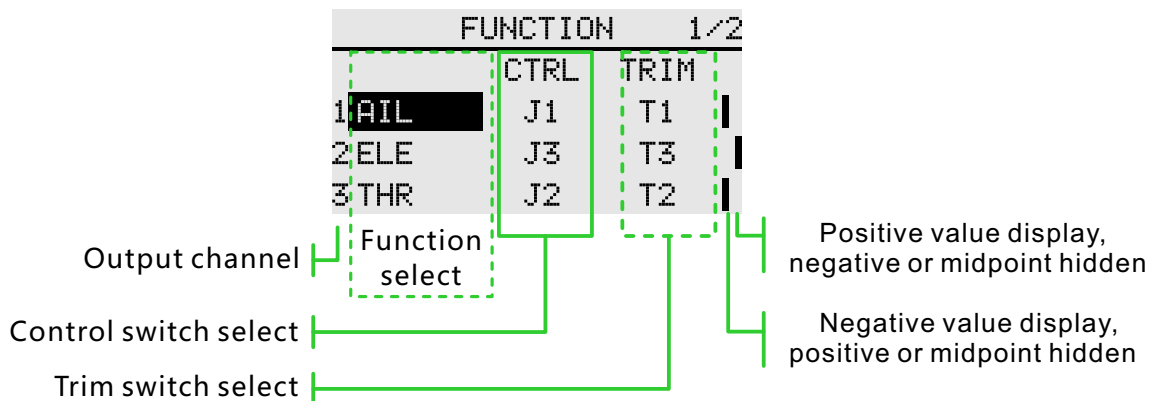 FUNCTION 1/2
CTRL TRIM
1 AIL J1 T1
2 ELE J3 T3
3 THR J2 T2
Output channel
Function
select
Control switch select
Trim switch select
Positive value display,
negative or midpoint hidden
Negative value display,
positive or midpoint hidden